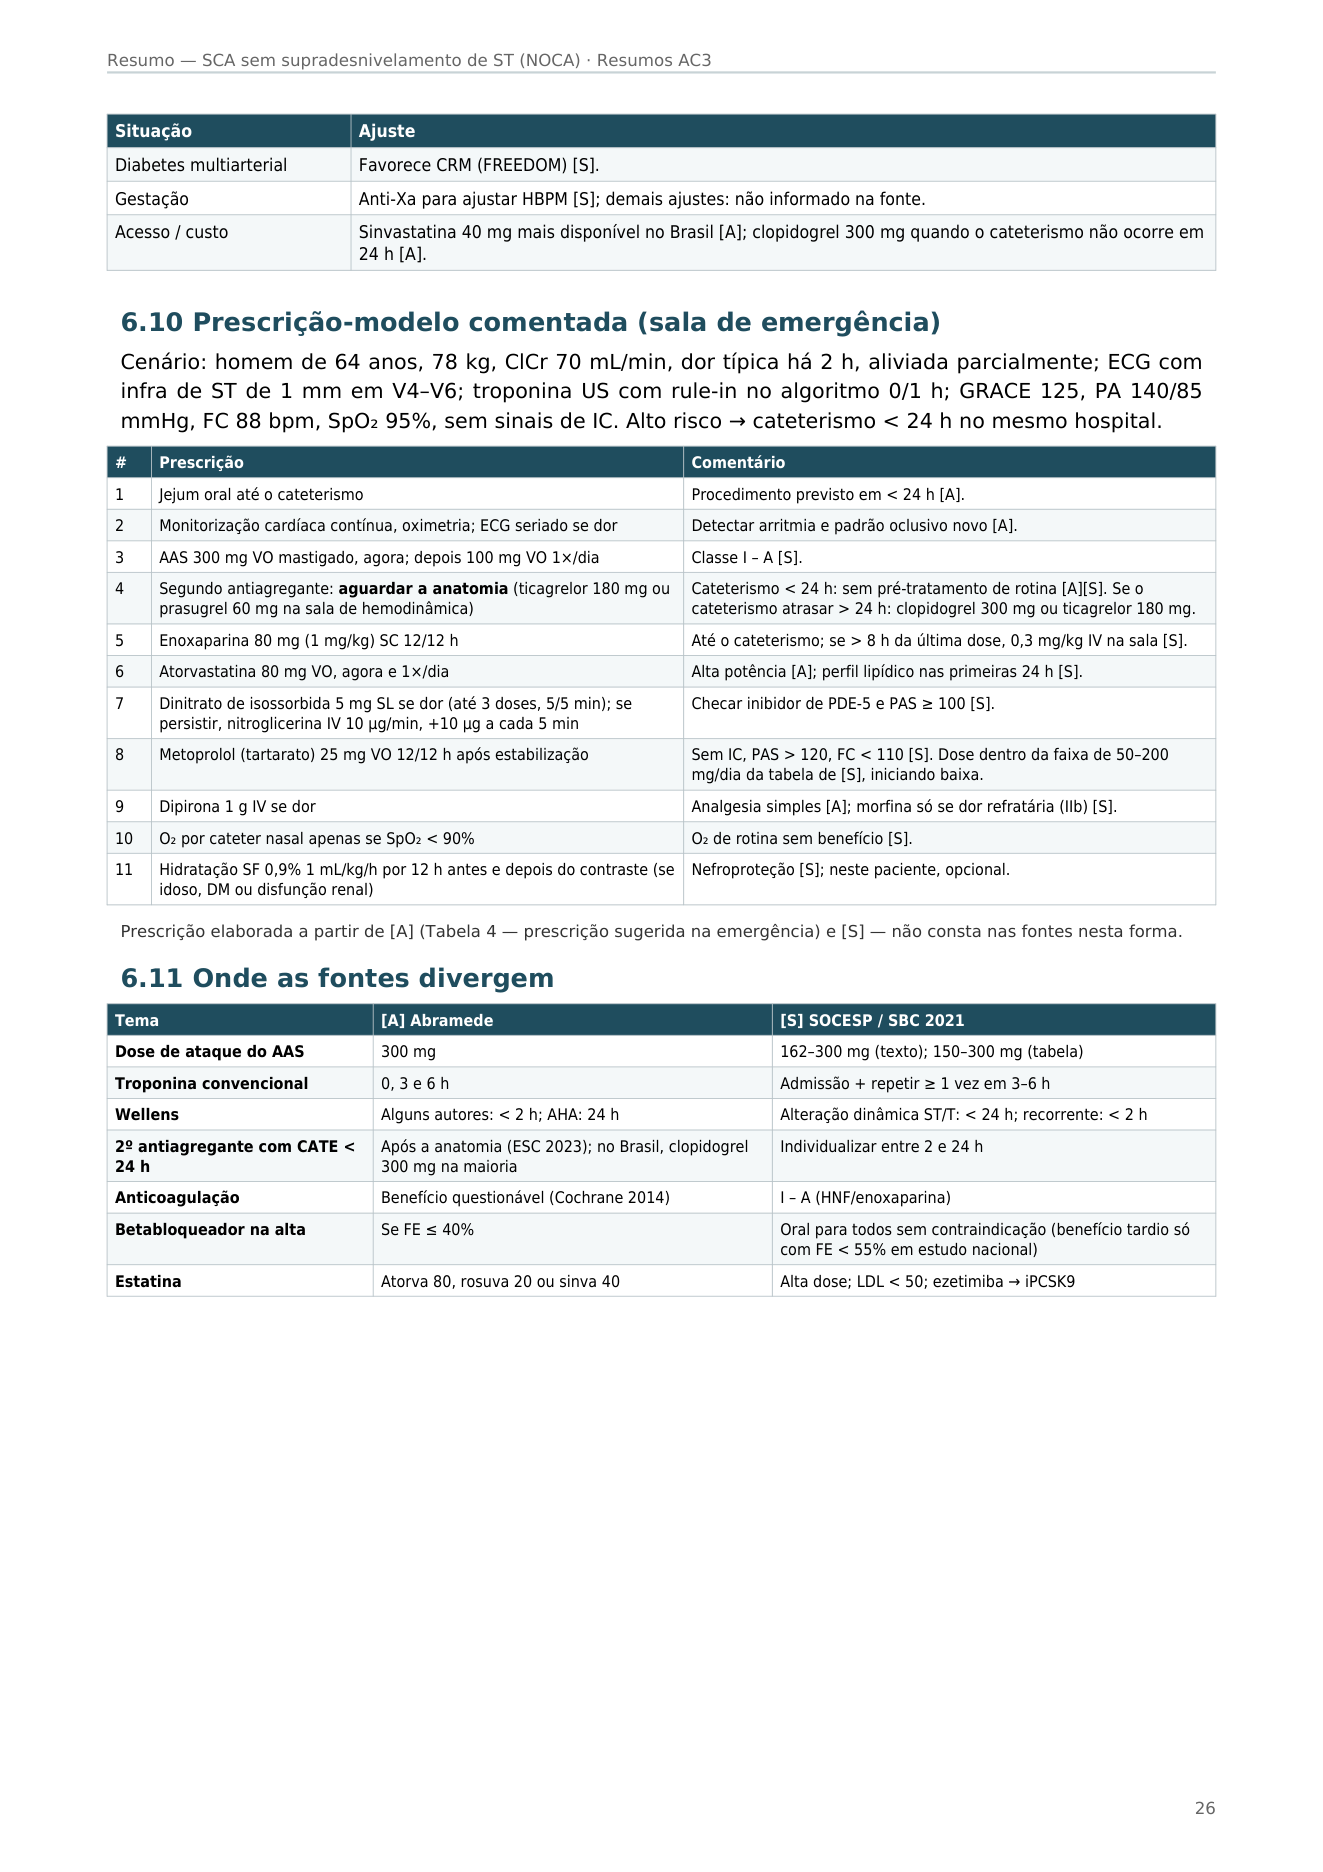 Resumo — SCA sem supradesnivelamento de ST (NOCA) · Resumos AC3
Situação Ajuste
Diabetes multiarterial Favorece CRM (FREEDOM) [S].
Gestação Anti-Xa para ajustar HBPM [S]; demais ajustes: não informado na fonte.
Acesso / custo Sinvastatina 40 mg mais disponível no Brasil [A]; clopidogrel 300 mg quando o cateterismo não ocorre em
24 h [A].
6.10 Prescrição-modelo comentada (sala de emergência)
Cenário: homem de 64 anos, 78 kg, ClCr 70 mL/min, dor típica há 2 h, aliviada parcialmente; ECG com
infra de ST de 1 mm em V4–V6; troponina US com rule-in no algoritmo 0/1 h; GRACE 125, PA 140/85
mmHg, FC 88 bpm, SpO₂ 95%, sem sinais de IC. Alto risco → cateterismo < 24 h no mesmo hospital.
# Prescrição Comentário
1 Jejum oral até o cateterismo Procedimento previsto em < 24 h [A].
2 Monitorização cardíaca contínua, oximetria; ECG seriado se dor Detectar arritmia e padrão oclusivo novo [A].
3 AAS 300 mg VO mastigado, agora; depois 100 mg VO 1×/dia Classe I – A [S].
4 Segundo antiagregante: aguardar a anatomia (ticagrelor 180 mg ou
prasugrel 60 mg na sala de hemodinâmica)
Cateterismo < 24 h: sem pré-tratamento de rotina [A][S]. Se o
cateterismo atrasar > 24 h: clopidogrel 300 mg ou ticagrelor 180 mg.
5 Enoxaparina 80 mg (1 mg/kg) SC 12/12 h Até o cateterismo; se > 8 h da última dose, 0,3 mg/kg IV na sala [S].
6 Atorvastatina 80 mg VO, agora e 1×/dia Alta potência [A]; perfil lipídico nas primeiras 24 h [S].
7 Dinitrato de isossorbida 5 mg SL se dor (até 3 doses, 5/5 min); se
persistir, nitroglicerina IV 10 µg/min, +10 µg a cada 5 min
Checar inibidor de PDE-5 e PAS ≥ 100 [S].
8 Metoprolol (tartarato) 25 mg VO 12/12 h após estabilização
Sem IC, PAS > 120, FC < 110 [S]. Dose dentro da faixa de 50–200
mg/dia da tabela de [S], iniciando baixa.
9 Dipirona 1 g IV se dor Analgesia simples [A]; morfina só se dor refratária (IIb) [S].
10 O₂ por cateter nasal apenas se SpO₂ < 90% O₂ de rotina sem benefício [S].
11 Hidratação SF 0,9% 1 mL/kg/h por 12 h antes e depois do contraste (se
idoso, DM ou disfunção renal)
Nefroproteção [S]; neste paciente, opcional.
Prescrição elaborada a partir de [A] (Tabela 4 — prescrição sugerida na emergência) e [S] — não consta nas fontes nesta forma.
6.11 Onde as fontes divergem
Tema [A] Abramede [S] SOCESP / SBC 2021
Dose de ataque do AAS 300 mg 162–300 mg (texto); 150–300 mg (tabela)
Troponina convencional 0, 3 e 6 h Admissão + repetir ≥ 1 vez em 3–6 h
Wellens Alguns autores: < 2 h; AHA: 24 h Alteração dinâmica ST/T: < 24 h; recorrente: < 2 h
2º antiagregante com CATE <
24 h
Após a anatomia (ESC 2023); no Brasil, clopidogrel
300 mg na maioria
Individualizar entre 2 e 24 h
Anticoagulação Benefício questionável (Cochrane 2014) I – A (HNF/enoxaparina)
Betabloqueador na alta Se FE ≤ 40% Oral para todos sem contraindicação (benefício tardio só
com FE < 55% em estudo nacional)
Estatina Atorva 80, rosuva 20 ou sinva 40 Alta dose; LDL < 50; ezetimiba → iPCSK9
26